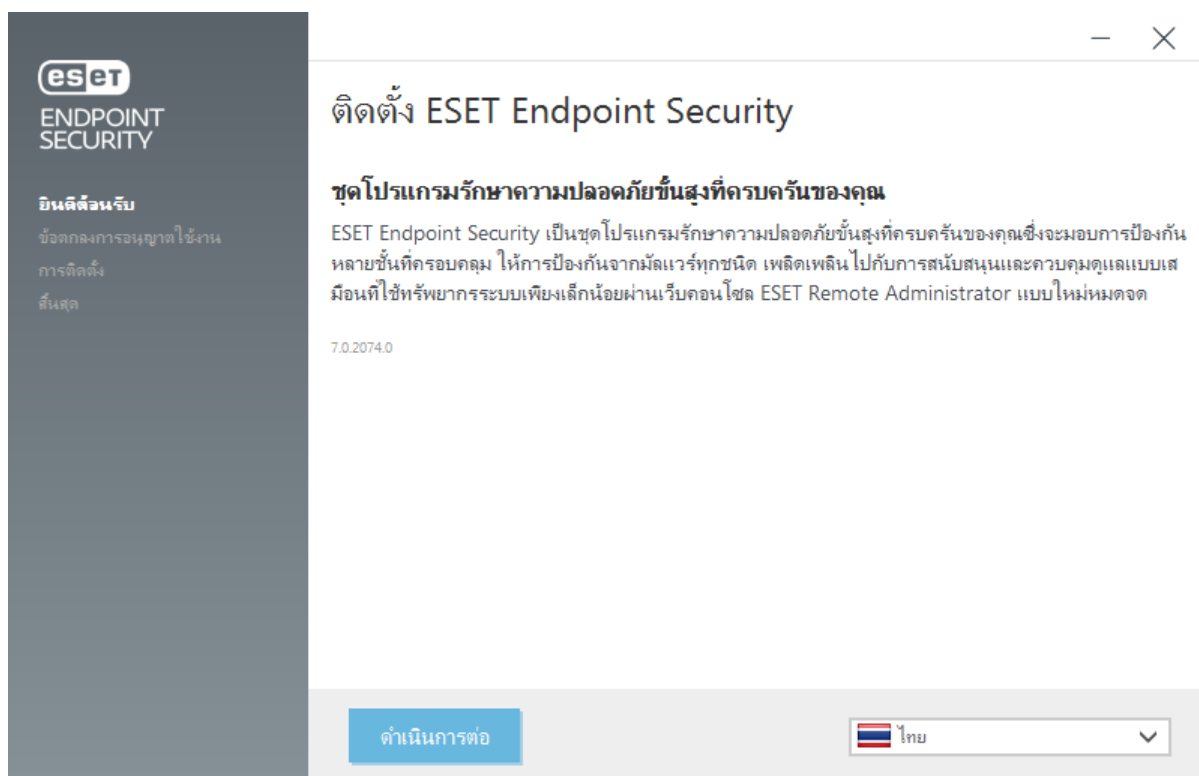 eset
ENDPOINT
SECURITY
ยินดีต้อนรับ
ข้อตกลงการอนุญาตใช้งาน
การติดตั้ง
สิ้นสุด
ติดตั้ง ESET Endpoint Security
ชุดโปรแกรมรักษาความปลอดภัยขั้นสูงที่ครบครันของคุณ
ESET Endpoint Security เป็นชุดโปรแกรมรักษาความปลอดภัยขั้นสูงที่ครบครันของคุณซึ่งจะมอบการป้องกัน
หลายชั้นที่ครอบคลุม ให้การป้องกันจากมัลแวร์ทุกชนิด เพลิดเพลินไปกับการสนับสนุนและควบคุมดูแลแบบเส
มือนที่ใช้ทรัพยากรระบบเพียงเล็กน้อยผ่านเว็บคอนโซล ESET Remote Administrator แบบใหม่หมดจด
7.0.2074.0
ดำเนินการต่อ
ไทย